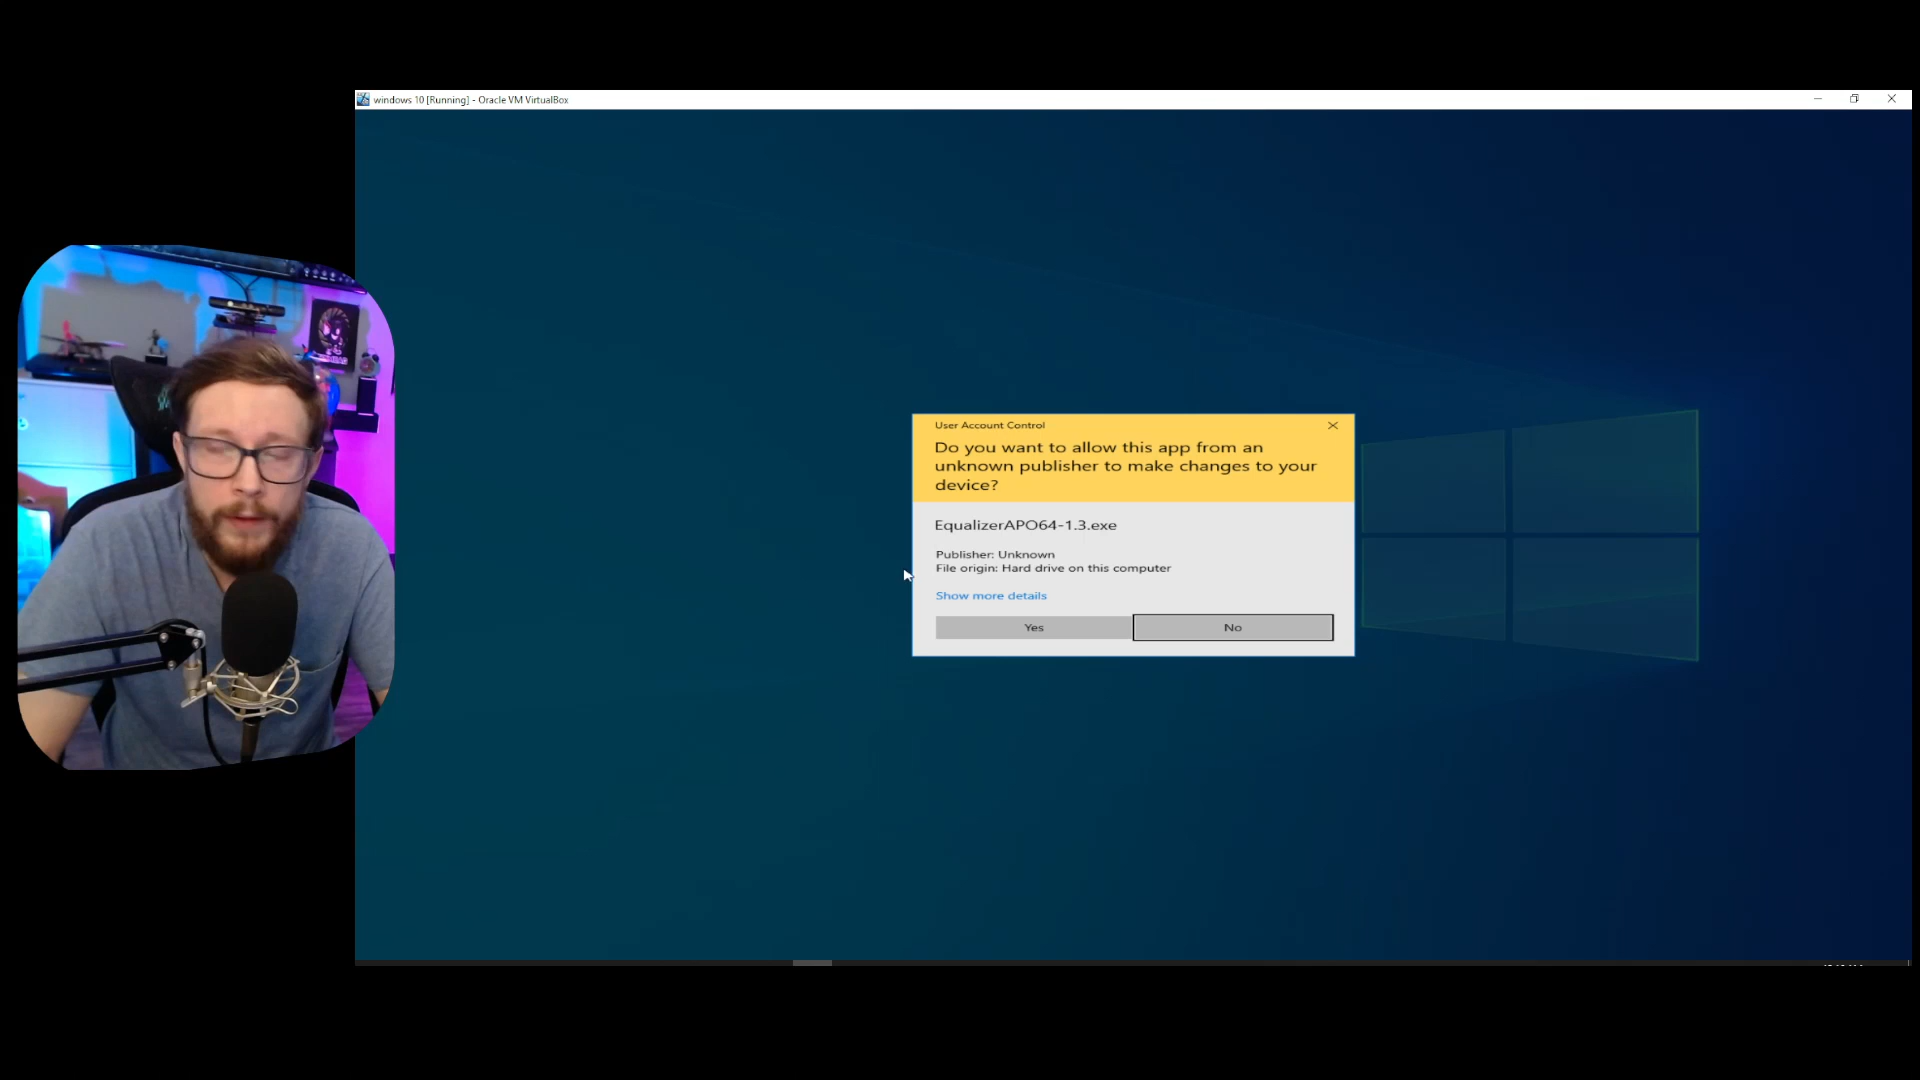 windows 10 [Running] - Oracle VM VirtualBox
User Account Control
Do you want to allow this app from an
unknown publisher to make changes to your
device?
EqualizerAPO64-1.3.exe
Publisher: Unknown
File origin: Hard drive on this computer
Show more details
Yes
No